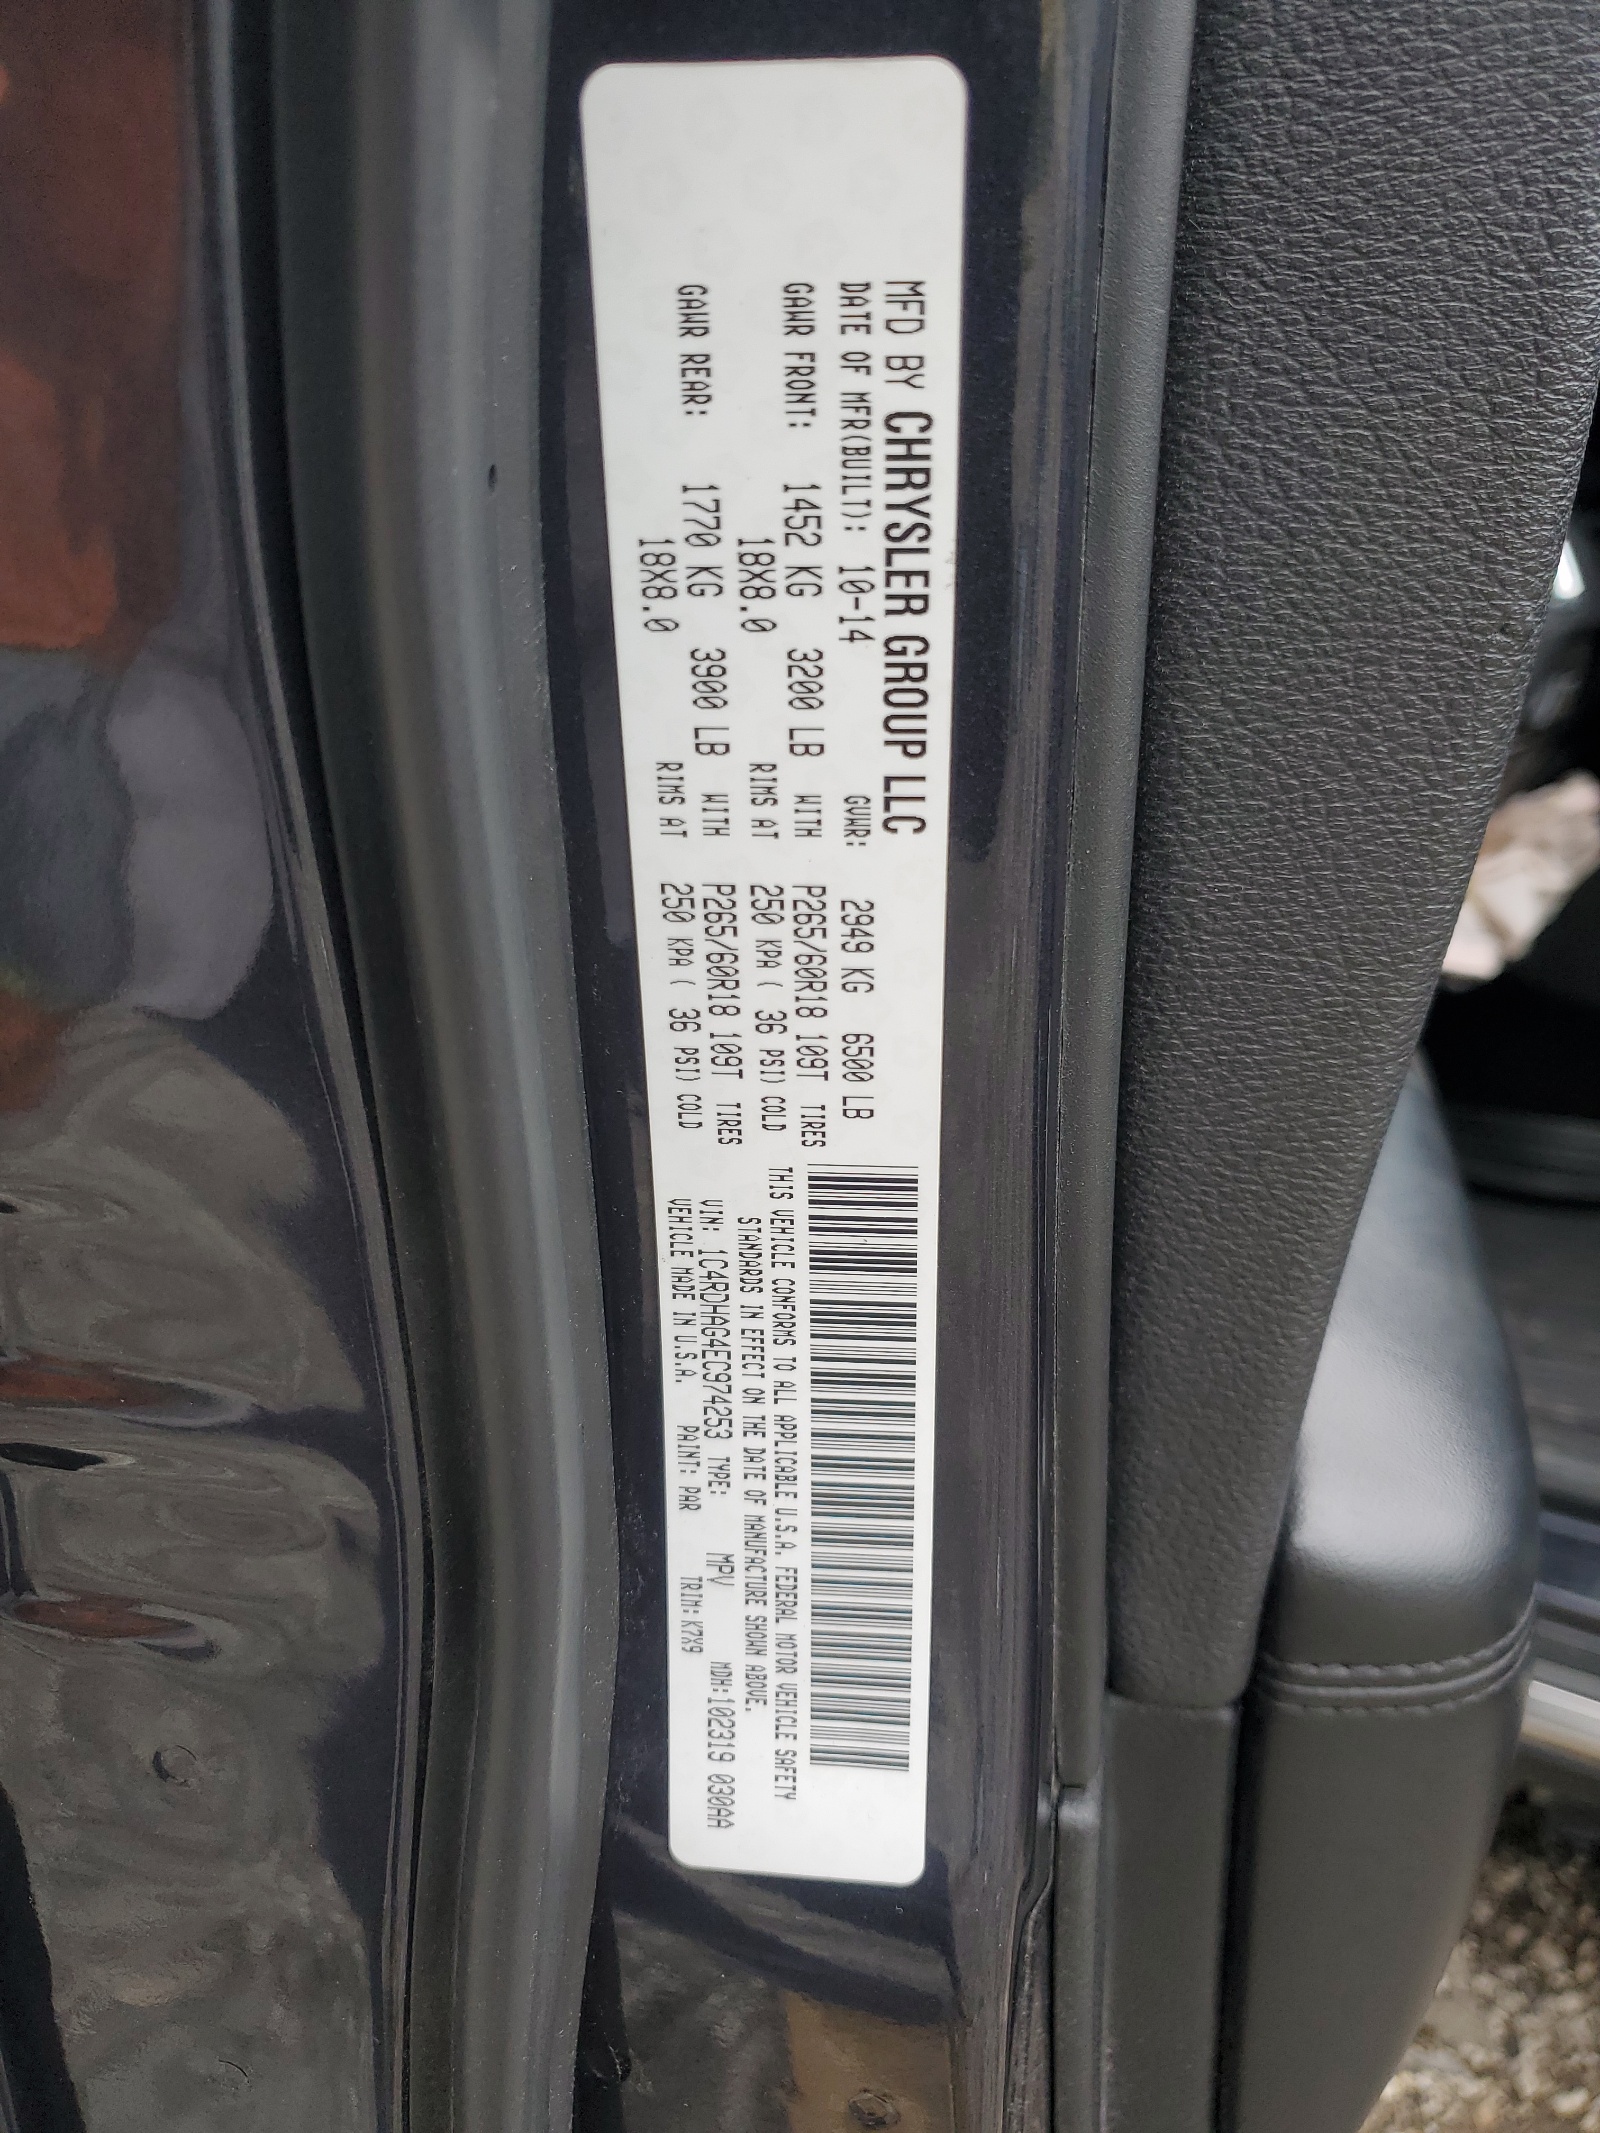 MFD BY CHRYSLER GROUP LLC
DATE OF MFR(BUILT): 10-14 GVWR: 2949 KG 6500 LB
GAWR FRONT: 1452 KG 3200 LB WITH P265/60R18 109T TIRES
18X8.0 RIMS AT 250 KPA ( 36 PSI) COLD
GAWR REAR: 1770 KG 3900 LB WITH P265/60R18 109T TIRES
18X8.0 RIMS AT 250 KPA ( 36 PSI) COLD
THIS VEHICLE CONFORMS TO ALL APPLICABLE U.S.A. FEDERAL MOTOR VEHICLE SAFETY
STANDARDS IN EFFECT ON THE DATE OF MANUFACTURE SHOWN ABOVE.
VIN: 1C4RDHAG4EC974253 TYPE: MPV MDH:102319 030AA
VEHICLE MADE IN U.S.A. PAINT: PAR TRIM:K7X9